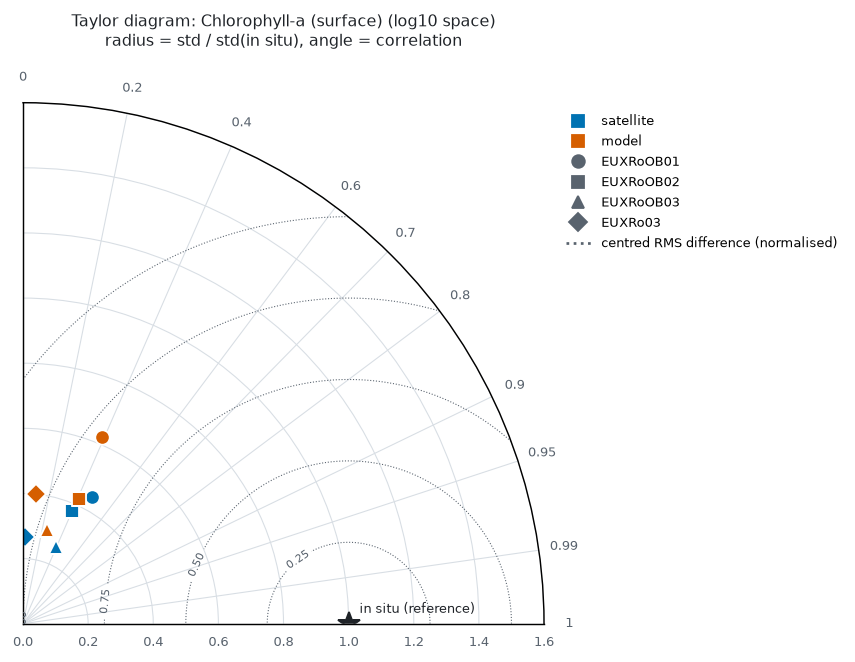 Taylor diagram: Chlorophyll-a (surface) (log10 space)
radius = std / std(in situ), angle = correlation
0
0.2
0.4
0.6
0.7
0.8
0.9
0.95
0.99
1
satellite
model
EUXRoOB01
EUXRoOB02
EUXRoOB03
EUXRo03
centred RMS difference (normalised)
0.25
0.50
0.75
in situ (reference)
0.0
0.2
0.4
0.6
0.8
1.0
1.2
1.4
1.6